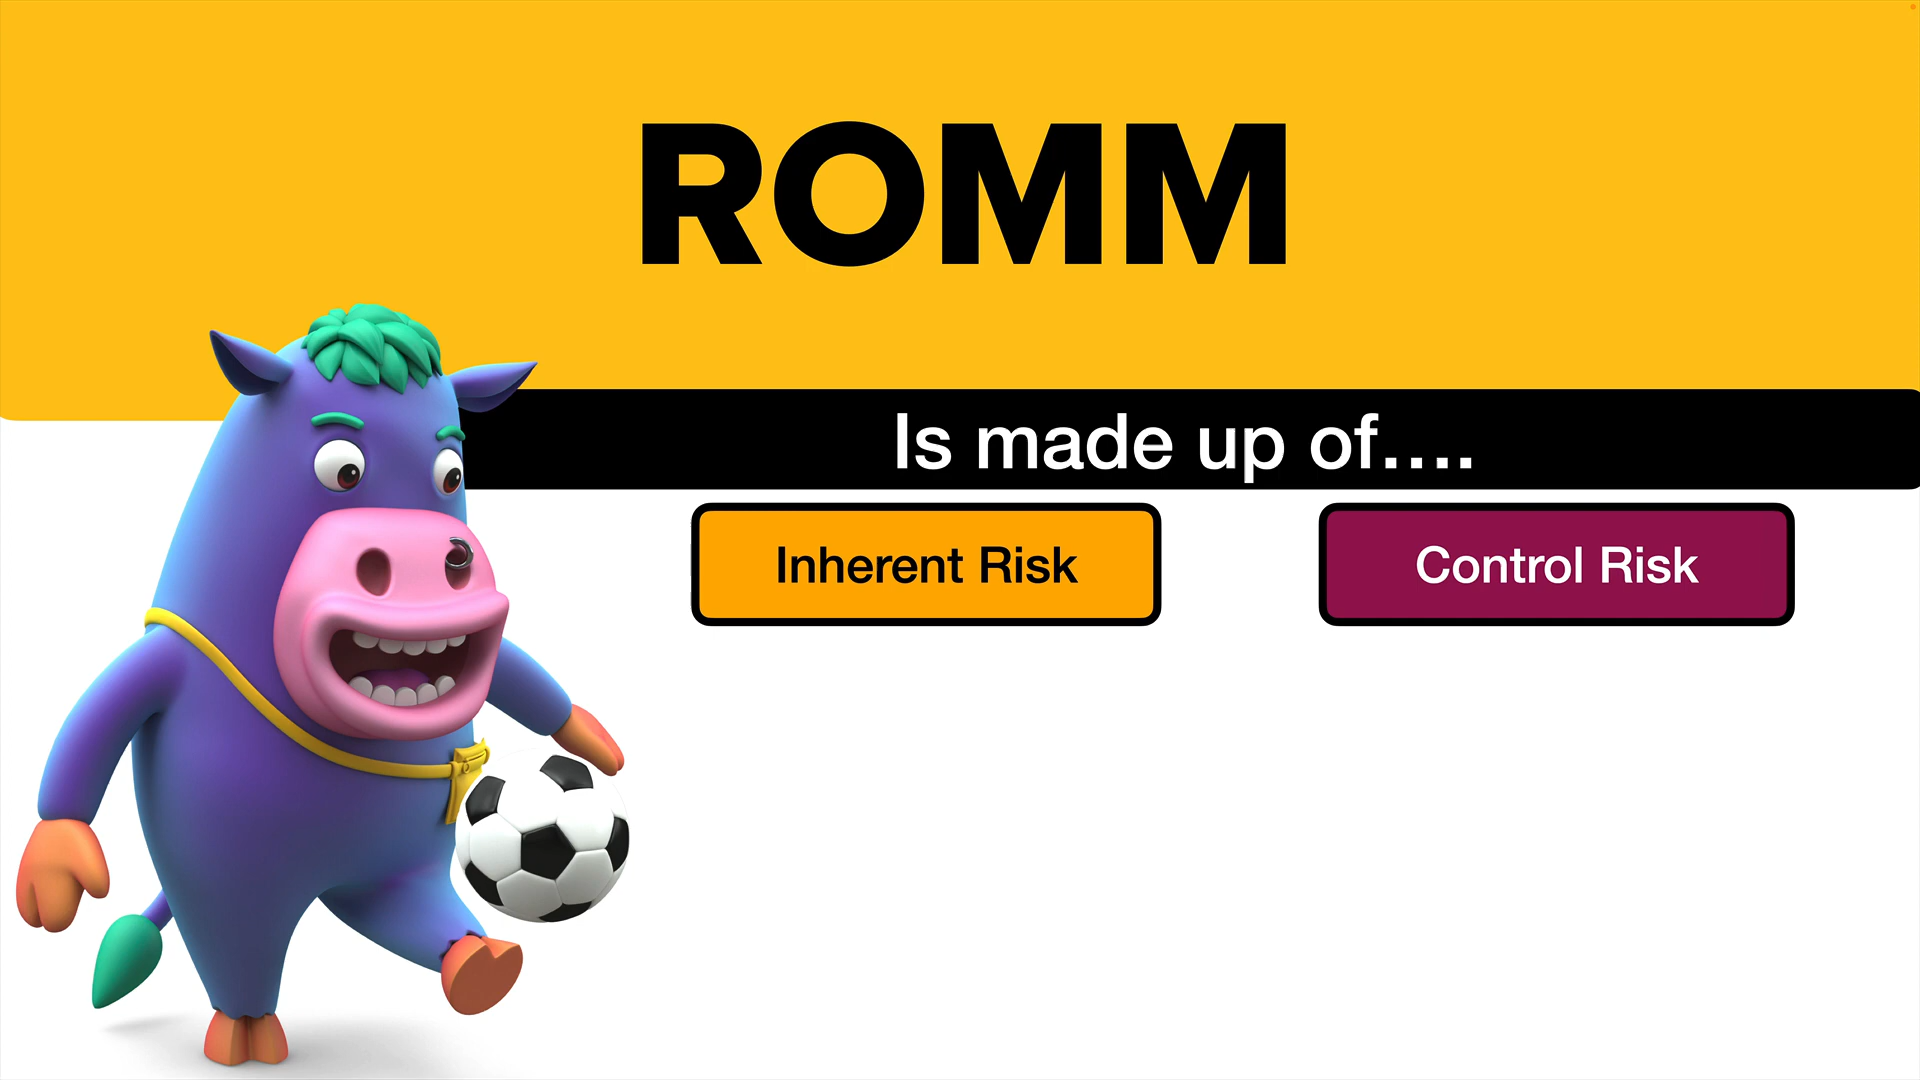 ROMM
Is made up of....
Inherent Risk
Control Risk